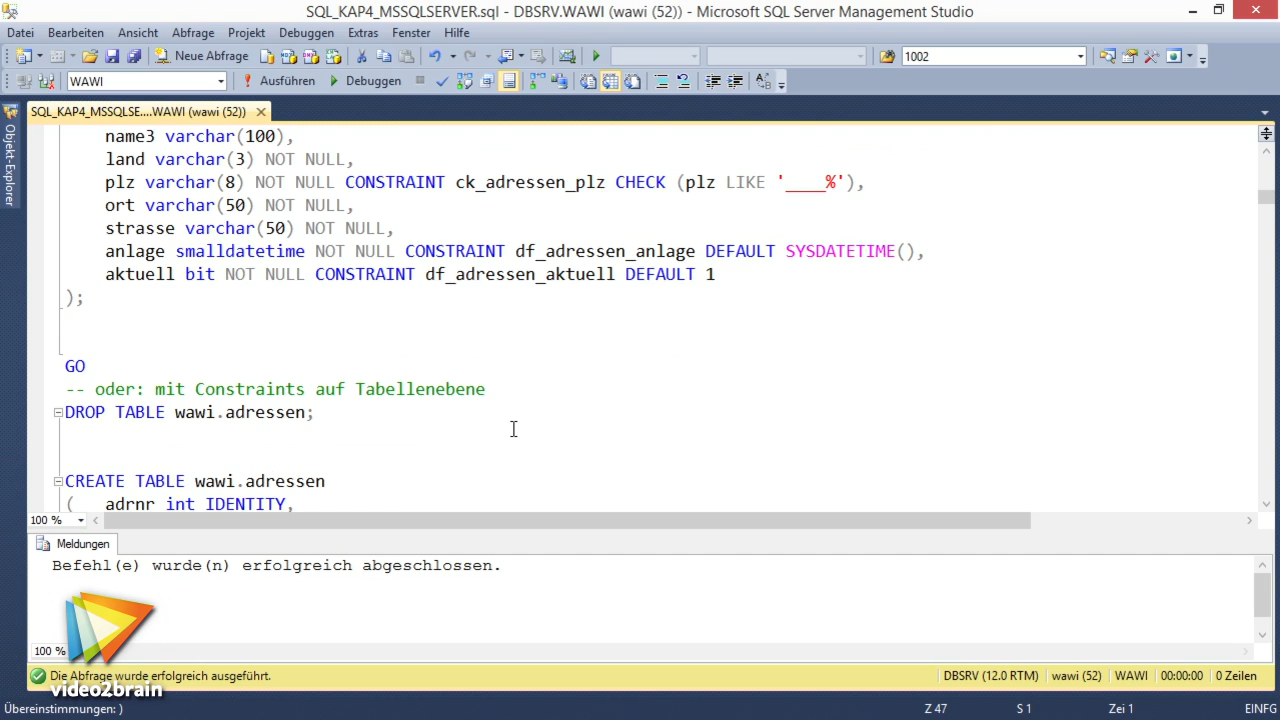 SQL_KAP4_MSSQLSERVER.sql - DBSRV.WAWI (wawi (52)) - Microsoft SQL Server Management Studio
Datei Bearbeiten Ansicht Abfrage Projekt Debuggen Extras Fenster Hilfe
Neue Abfrage 1002
WAWI Ausführen Debuggen
SQL_KAP4_MSSQLSE....WAWI (wawi (52))
Objekt-Explorer
name3 varchar(100),
land varchar(3) NOT NULL,
plz varchar(8) NOT NULL CONSTRAINT ck_adressen_plz CHECK (plz LIKE '____%'),
ort varchar(50) NOT NULL,
strasse varchar(50) NOT NULL,
anlage smalldatetime NOT NULL CONSTRAINT df_adressen_anlage DEFAULT SYSDATETIME(),
aktuell bit NOT NULL CONSTRAINT df_adressen_aktuell DEFAULT 1
);
GO
-- oder: mit Constraints auf Tabellenebene
DROP TABLE wawi.adressen;
CREATE TABLE wawi.adressen
( adrnr int IDENTITY,
100 %
Meldungen
Befehl(e) wurde(n) erfolgreich abgeschlossen.
100 %
Die Abfrage wurde erfolgreich ausgeführt. DBSRV (12.0 RTM) wawi (52) WAWI 00:00:00 0 Zeilen
video2brain
Übereinstimmungen: ) Z 47 S 1 Zei 1 EINFG